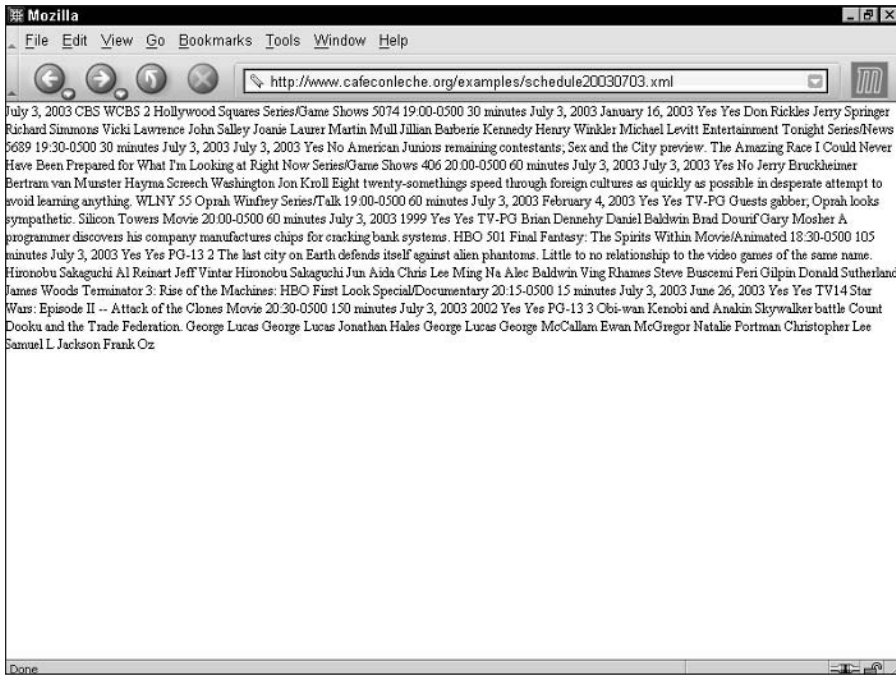 Mozilla
File Edit View Go Bookmarks Tools Window Help
http://www.cafeconleche.org/examples/schedule20030703.xml
July 3, 2003 CBS WCBS 2 Hollywood Squares Series/Game Shows 5074 19:00-0500 30 minutes July 3, 2003 January 16, 2003 Yes Yes Don Rickles Jerry Springer
Richard Simmons Vicki Lawrence John Salley Joanie Laurer Martin Mull Jillian Barberie Kennedy Henry Winkler Michael Levitt Entertainment Tonight Series/News
5689 19:30-0500 30 minutes July 3, 2003 July 3, 2003 Yes No American Juniors remaining contestants; Sex and the City preview. The Amazing Race I Could Never
Have Been Prepared for What I'm Looking at Right Now Series/Game Shows 406 20:00-0500 60 minutes July 3, 2003 July 3, 2003 Yes No Jerry Bruckheimer
Bertram van Munster Hayma Screech Washington Jon Kroll Eight twenty-somethings speed through foreign cultures as quickly as possible in desperate attempt to
avoid learning anything. WLNY 55 Oprah Winfrey Series/Talk 19:00-0500 60 minutes July 3, 2003 February 4, 2003 Yes Yes TV-PG Guests gabber; Oprah looks
sympathetic. Silicon Towers Movie 20:00-0500 60 minutes July 3, 2003 1999 Yes Yes TV-PG Brian Dennehy Daniel Baldwin Brad Dourif Gary Mosher A
programmer discovers his company manufactures chips for cracking bank systems. HBO 501 Final Fantasy: The Spirits Within Movie/Animated 18:30-0500 105
minutes July 3, 2003 Yes Yes PG-13 2 The last city on Earth defends itself against alien phantoms. Little to no relationship to the video games of the same name.
Hironobu Sakaguchi Al Reinart Jeff Vintar Hironobu Sakaguchi Jun Aida Chris Lee Ming Na Alec Baldwin Ving Rhames Steve Buscemi Peri Gilpin Donald Sutherland
James Woods Terminator 3: Rise of the Machines: HBO First Look Special/Documentary 20:15-0500 15 minutes July 3, 2003 June 26, 2003 Yes Yes TV14 Star
Wars: Episode II -- Attack of the Clones Movie 20:30-0500 150 minutes July 3, 2003 2002 Yes Yes PG-13 3 Obi-wan Kenobi and Anakin Skywalker battle Count
Dooku and the Trade Federation. George Lucas George Lucas Jonathan Hales George Lucas George McCallam Ewan McGregor Natalie Portman Christopher Lee
Samuel L Jackson Frank Oz
Done